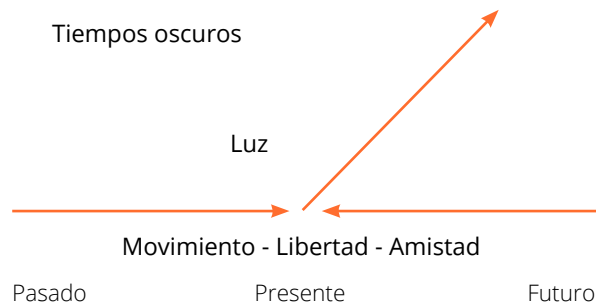 Tiempos oscuros
Luz
Movimiento - Libertad - Amistad
Pasado Presente Futuro